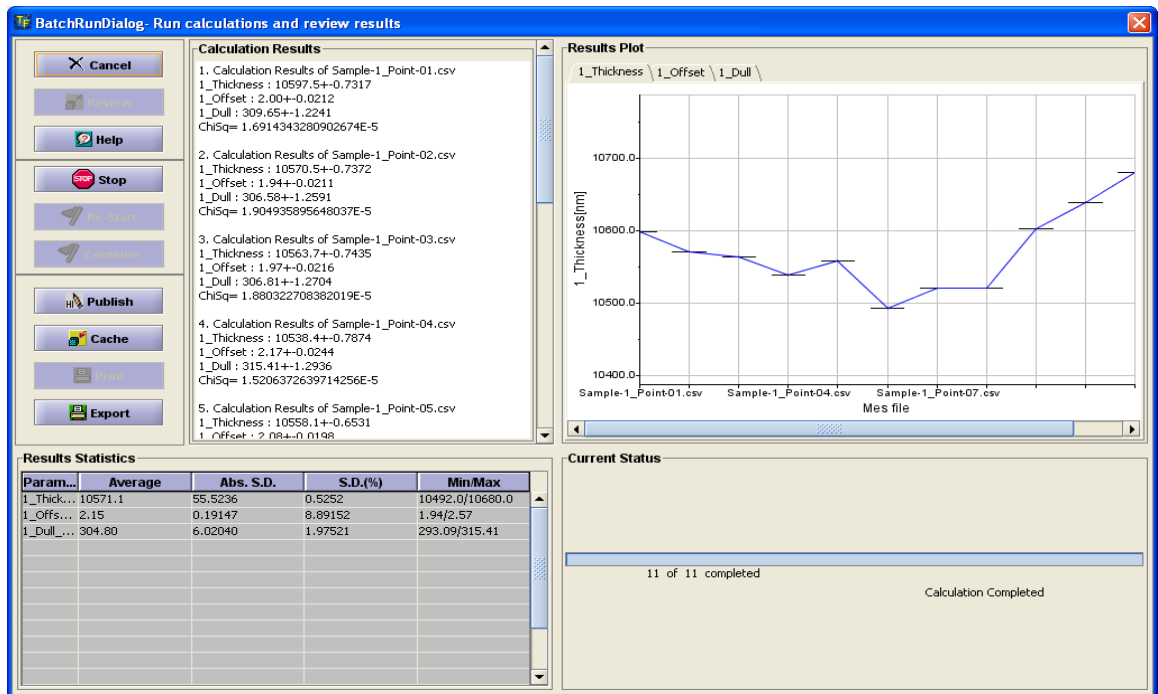 TF BatchRunDialog- Run calculations and review results
Cancel
Review
Help
STOP Stop
Re-Start
Continue
HI Publish
Cache
Print
Export
Calculation Results
1. Calculation Results of Sample-1_Point-01.csv
1_Thickness : 10597.5+-0.7317
1_Offset : 2.00+-0.0212
1_Dull : 309.65+-1.2241
ChiSq= 1.6914343280902674E-5
2. Calculation Results of Sample-1_Point-02.csv
1_Thickness : 10570.5+-0.7372
1_Offset : 1.94+-0.0211
1_Dull : 306.58+-1.2591
ChiSq= 1.904935895648037E-5
3. Calculation Results of Sample-1_Point-03.csv
1_Thickness : 10563.7+-0.7435
1_Offset : 1.97+-0.0216
1_Dull : 306.81+-1.2704
ChiSq= 1.880322708382019E-5
4. Calculation Results of Sample-1_Point-04.csv
1_Thickness : 10538.4+-0.7874
1_Offset : 2.17+-0.0244
1_Dull : 315.41+-1.2936
ChiSq= 1.5206372639714256E-5
5. Calculation Results of Sample-1_Point-05.csv
1_Thickness : 10558.1+-0.6531
1_Offset : 2.08+-0.0198
Results Plot
1_Thickness 1_Offset 1_Dull
1_Thickness[nm]
10700.0
10600.0
10500.0
10400.0
Sample-1_Point-01.csv Sample-1_Point-04.csv Sample-1_Point-07.csv
Mes file
Results Statistics
Param... Average Abs. S.D. S.D.(%) Min/Max
1_Thick... 10571.1 55.5236 0.5252 10492.0/10680.0
1_Offs... 2.15 0.19147 8.89152 1.94/2.57
1_Dull_... 304.80 6.02040 1.97521 293.09/315.41
Current Status
11 of 11 completed
Calculation Completed